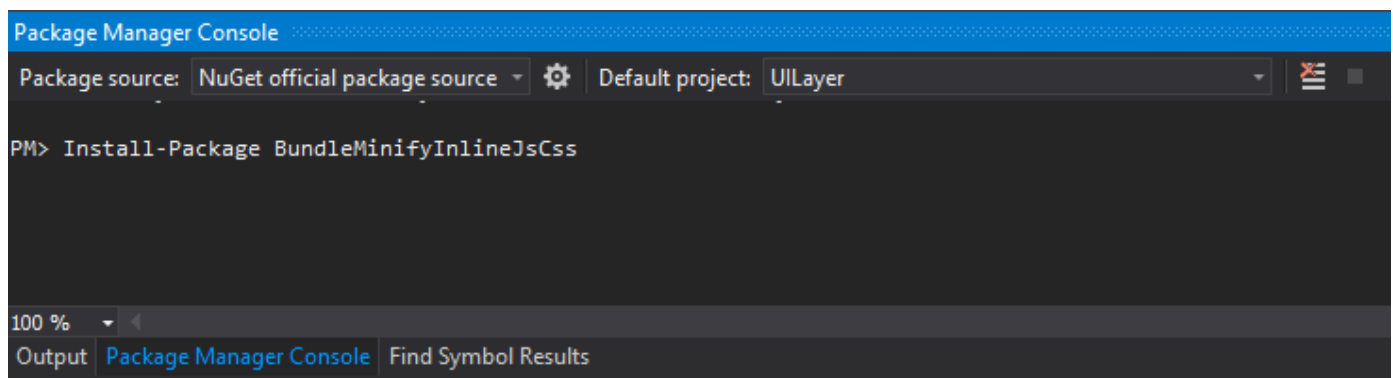 Package Manager Console
Package source: NuGet official package source Default project: UILayer
PM> Install-Package BundleMinifyInlineJsCss
100 %
Output Package Manager Console Find Symbol Results